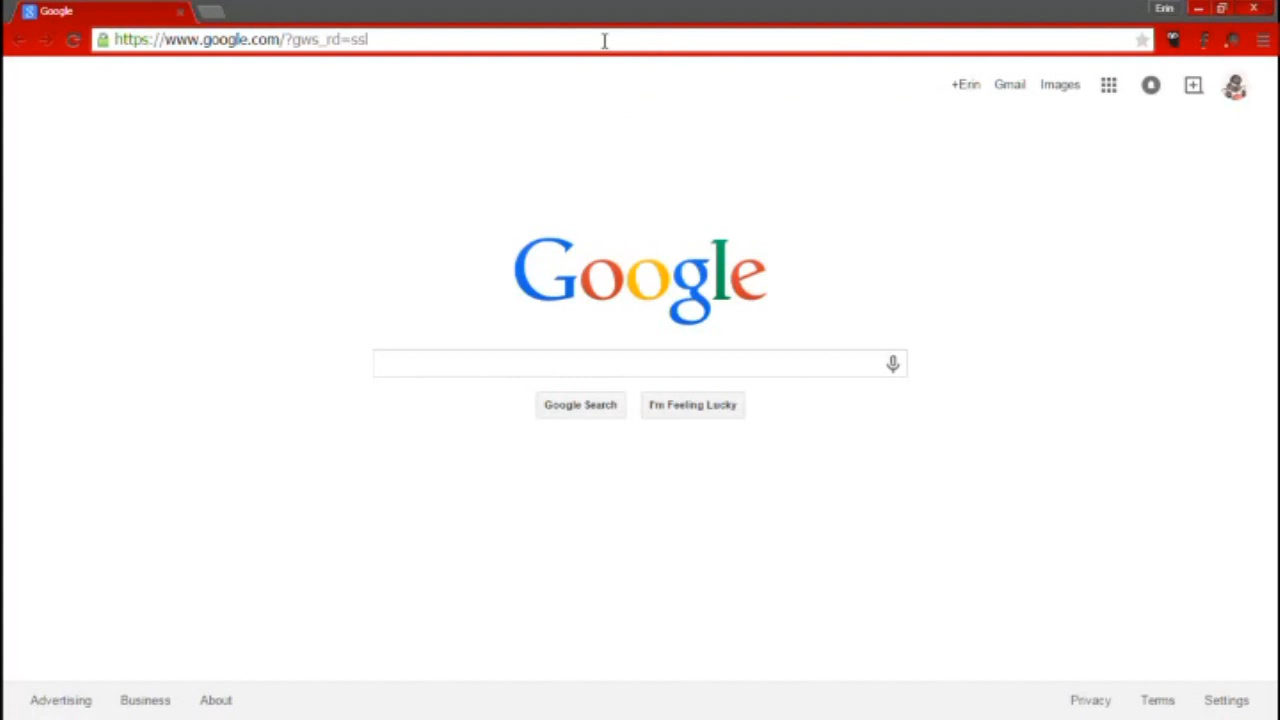 Google
Erin
https://www.google.com/?gws_rd=ssl
+Erin Gmail Images
Google
Google Search I'm Feeling Lucky
Advertising Business About Privacy Terms Settings